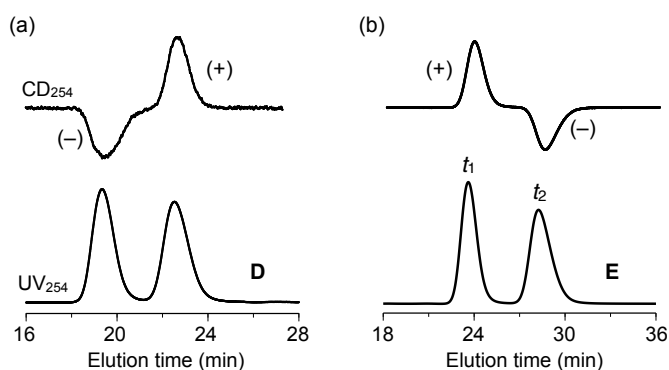 (a)
CD₂₅₄
(–)
(+)
UV₂₅₄
D
16 20 24 28
Elution time (min)
(b)
(+)
(–)
t₁
t₂
E
18 24 30 36
Elution time (min)